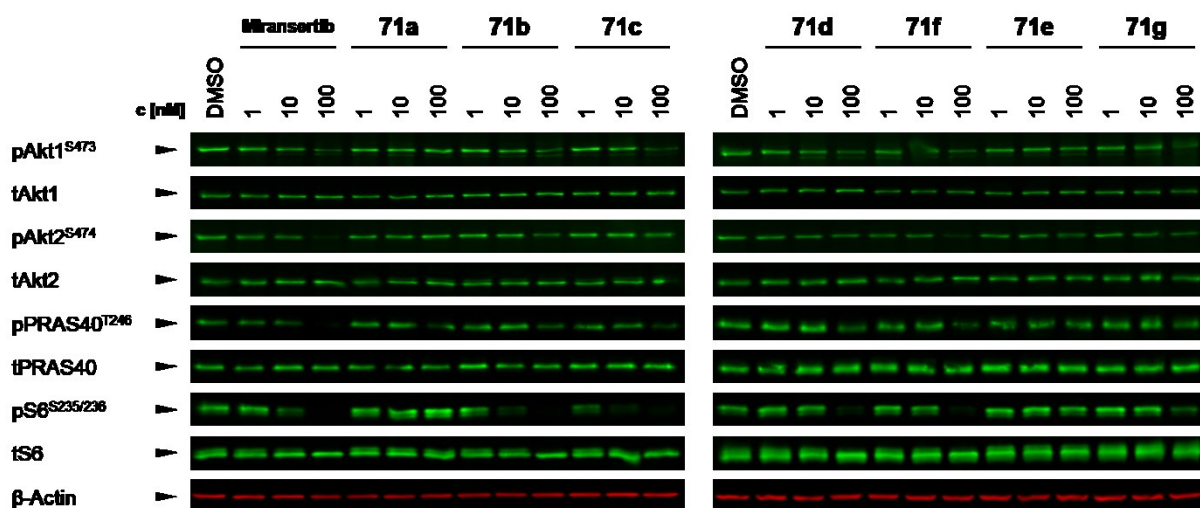 Miransertib 71a 71b 71c 71d 71f 71e 71g
c [nM] DMSO 1 10 100 1 10 100 1 10 100 1 10 100 DMSO 1 10 100 1 10 100 1 10 100 1 10 100
pAkt1S473
tAkt1
pAkt2S474
tAkt2
pPRAS40T246
tPRAS40
pS6S235/236
tS6
β-Actin